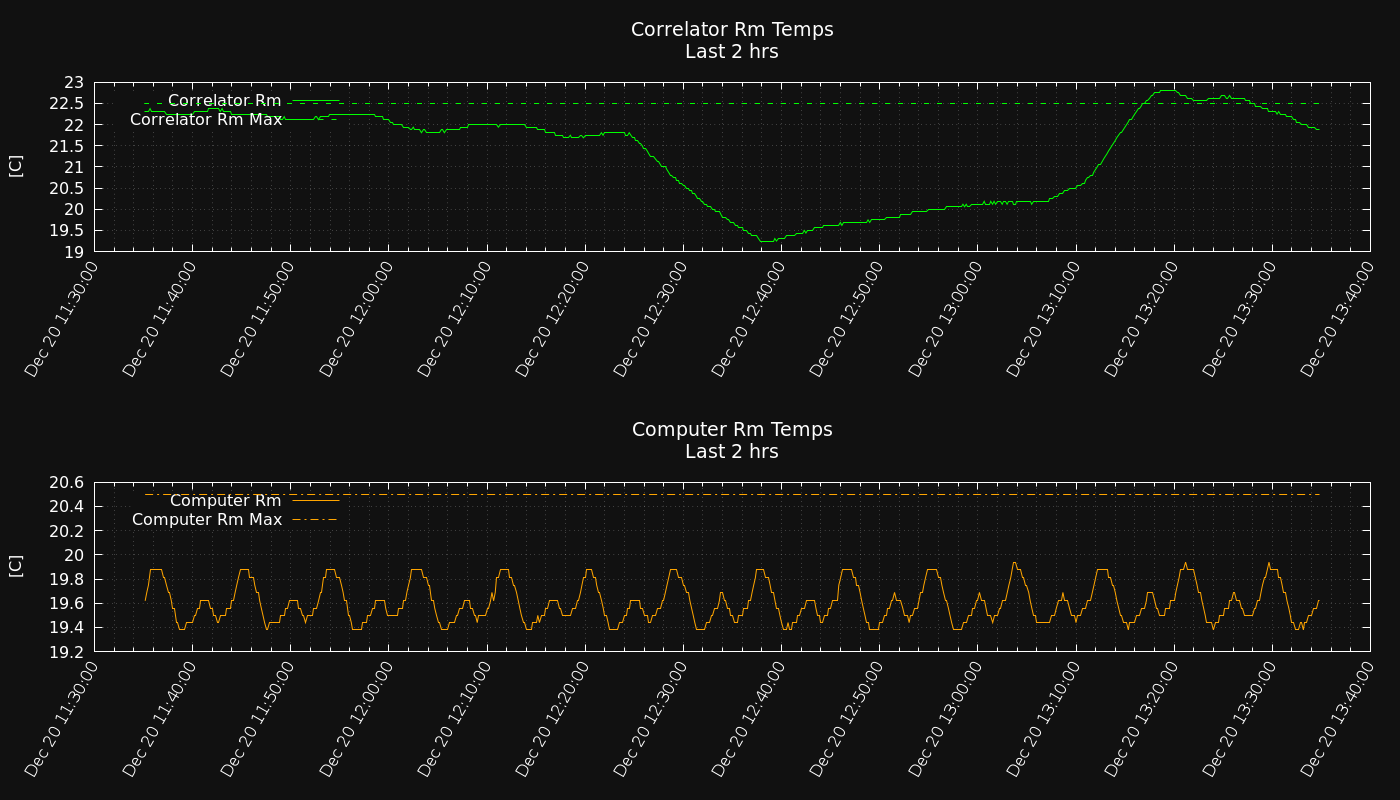 Correlator Rm Temps
Last 2 hrs
23
22.5
22
21.5
21
20.5
20
19.5
19
[C]
Correlator Rm
Correlator Rm Max
Dec 20 11:30:00
Dec 20 11:40:00
Dec 20 11:50:00
Dec 20 12:00:00
Dec 20 12:10:00
Dec 20 12:20:00
Dec 20 12:30:00
Dec 20 12:40:00
Dec 20 12:50:00
Dec 20 13:00:00
Dec 20 13:10:00
Dec 20 13:20:00
Dec 20 13:30:00
Dec 20 13:40:00
Computer Rm Temps
Last 2 hrs
20.6
20.4
20.2
20
19.8
19.6
19.4
19.2
[C]
Computer Rm
Computer Rm Max
Dec 20 11:30:00
Dec 20 11:40:00
Dec 20 11:50:00
Dec 20 12:00:00
Dec 20 12:10:00
Dec 20 12:20:00
Dec 20 12:30:00
Dec 20 12:40:00
Dec 20 12:50:00
Dec 20 13:00:00
Dec 20 13:10:00
Dec 20 13:20:00
Dec 20 13:30:00
Dec 20 13:40:00